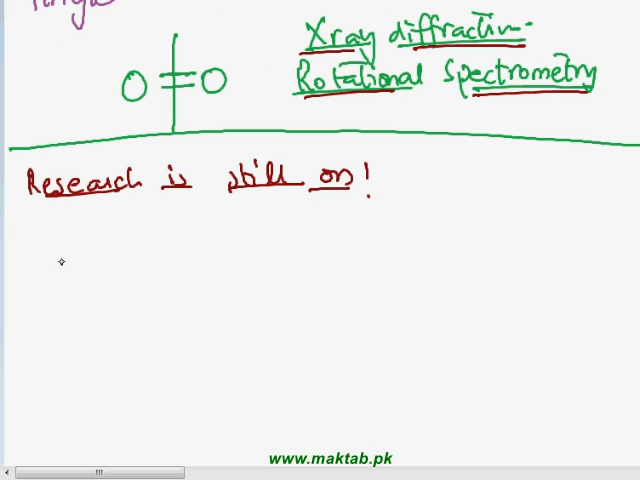 Xray diffraction
Rotational Spectrometry
O = O
Research is still on!
www.maktab.pk